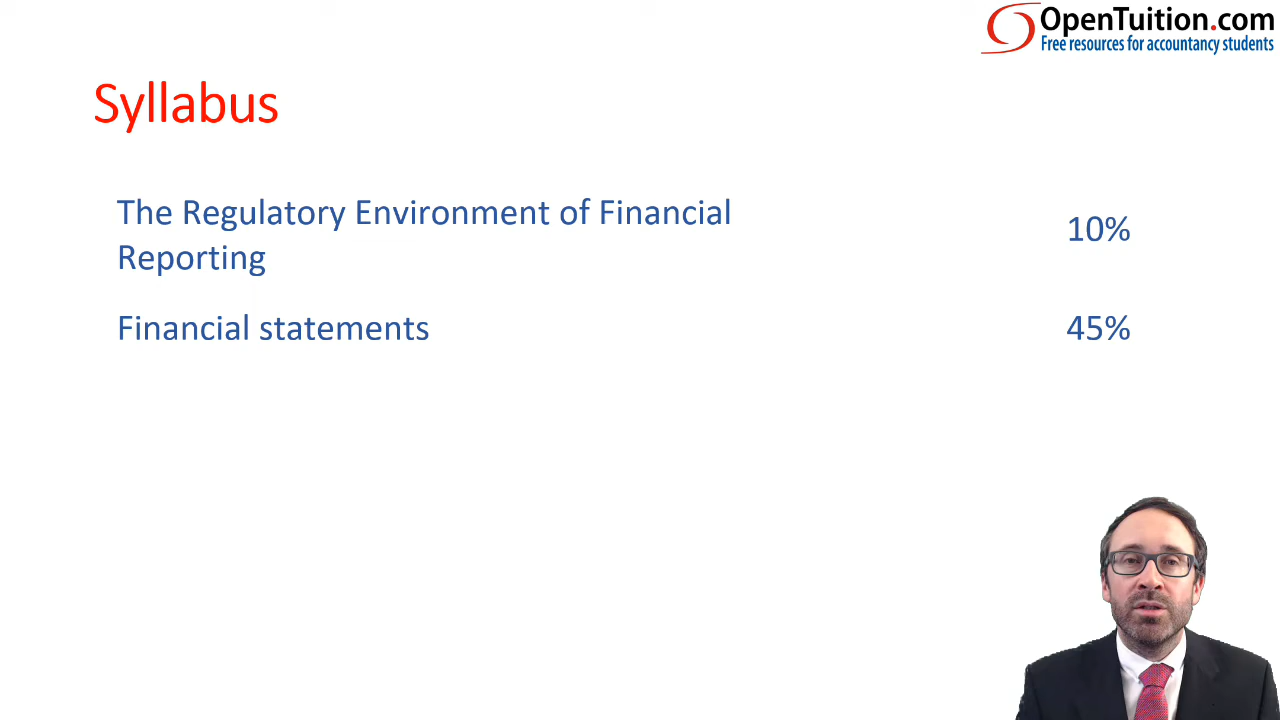 OpenTuition.com
Free resources for accountancy students
Syllabus
The Regulatory Environment of Financial
Reporting
10%
Financial statements
45%